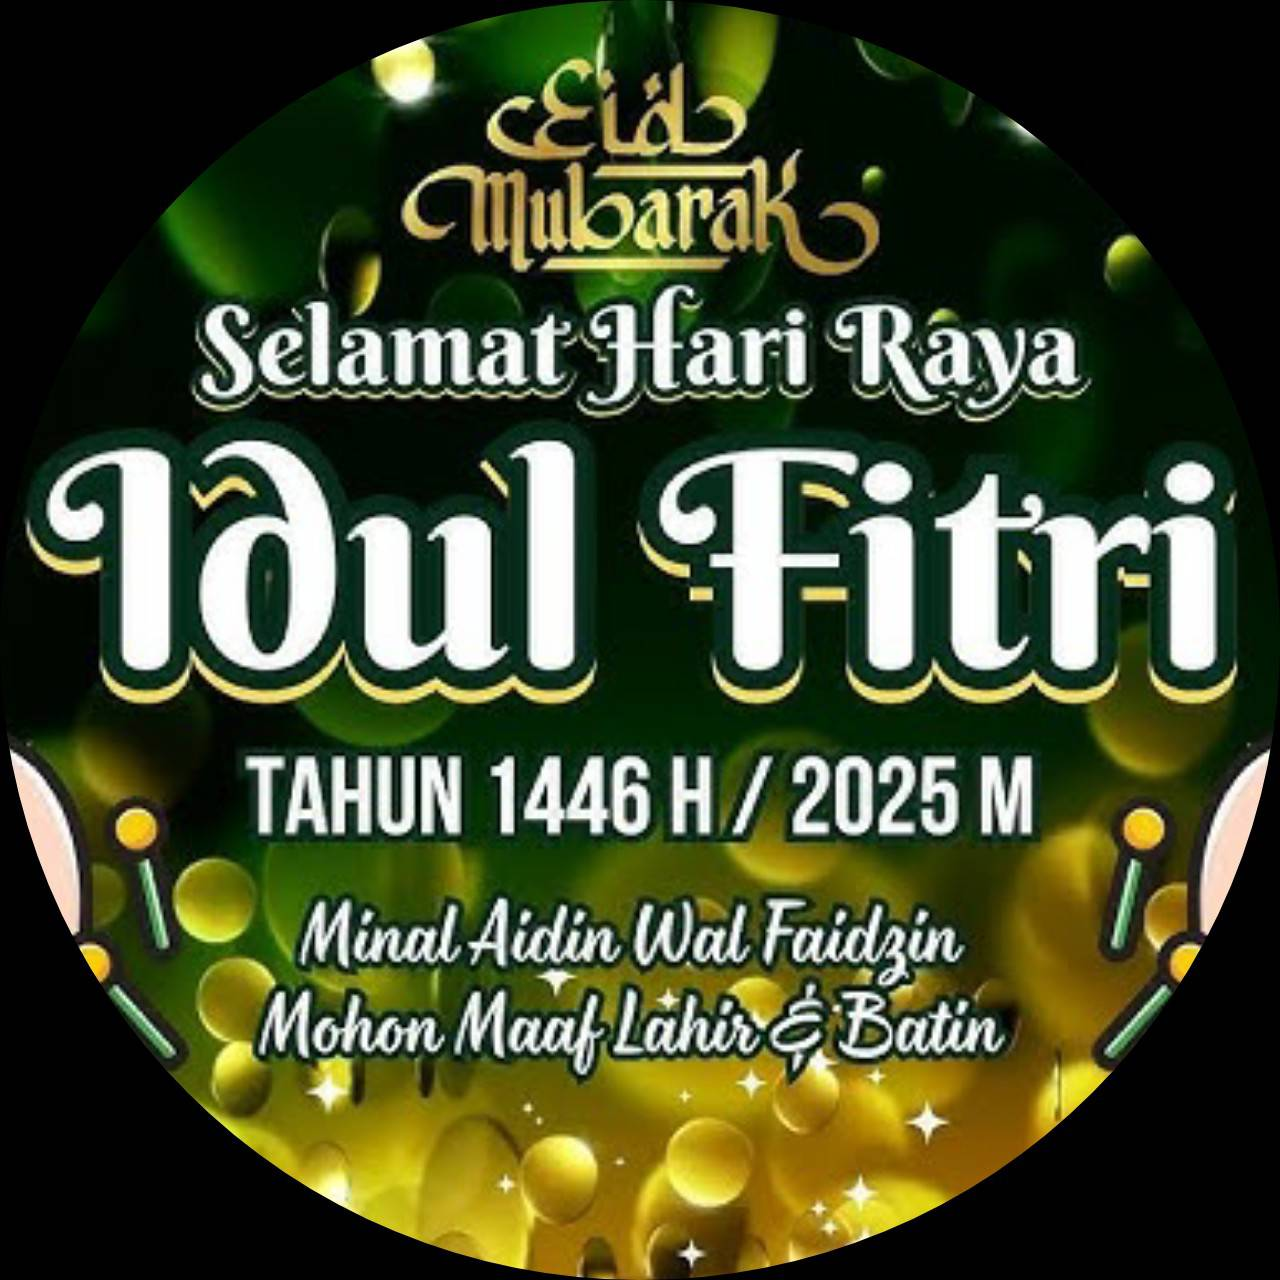 Eid
Mubarak
Selamat Hari Raya
Idul Fitri
TAHUN 1446 H / 2025 M
Minal Aidin Wal Faidzin
Mohon Maaf Lahir & Batin